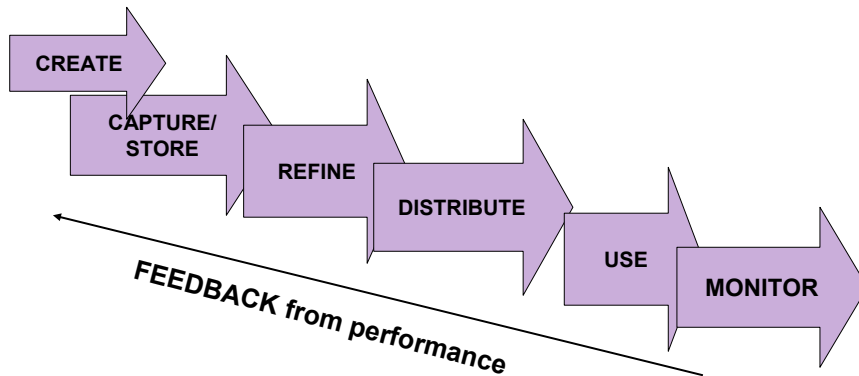 CREATE
CAPTURE/
STORE
REFINE
DISTRIBUTE
USE
MONITOR
FEEDBACK from performance